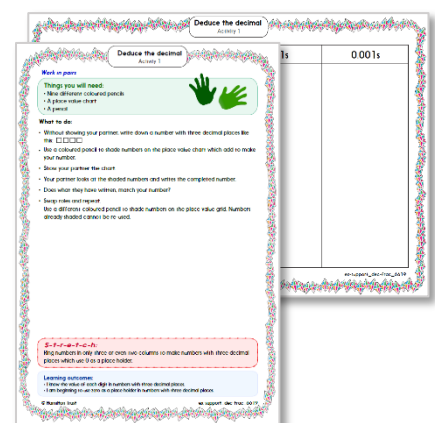 Deduce the decimal
Activity 1
0.001s
Deduce the decimal
Activity 1
Work in pairs
Things you will need:
• Nine different coloured pencils
• A place value chart
• A pencil
What to do:
• Without showing your partner, write down a number with three decimal places like
this
• Use a coloured pencil to shade numbers on the place value chart which add to make
your number.
• Show your partner the chart
• Your partner looks at the shaded numbers and writes the completed number.
• Does what they have written, match your number?
• Swap roles and repeat.
Use a different coloured pencil to shade numbers on the place value grid. Numbers
already shaded cannot be re-used.
S-t-r-e-t-c-h:
Ring numbers in only three or even two columns to make numbers with three decimal
places which use 0 as a place holder.
Learning outcomes:
• I know the value of each digit in numbers with three decimal places.
• I am beginning to use zero as a place holder in numbers with three decimal places.
© Hamilton Trust
ex_support_dec-frac_6019
ex-support_dec-frac_6019